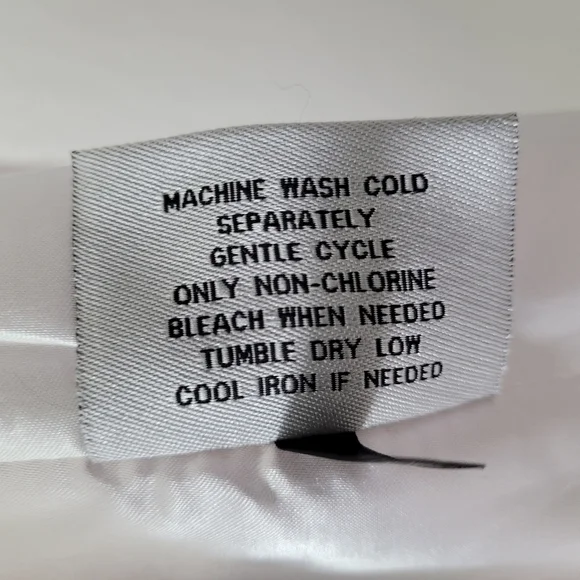 MACHINE WASH COLD
SEPARATELY
GENTLE CYCLE
ONLY NON-CHLORINE
BLEACH WHEN NEEDED
TUMBLE DRY LOW
COOL IRON IF NEEDED